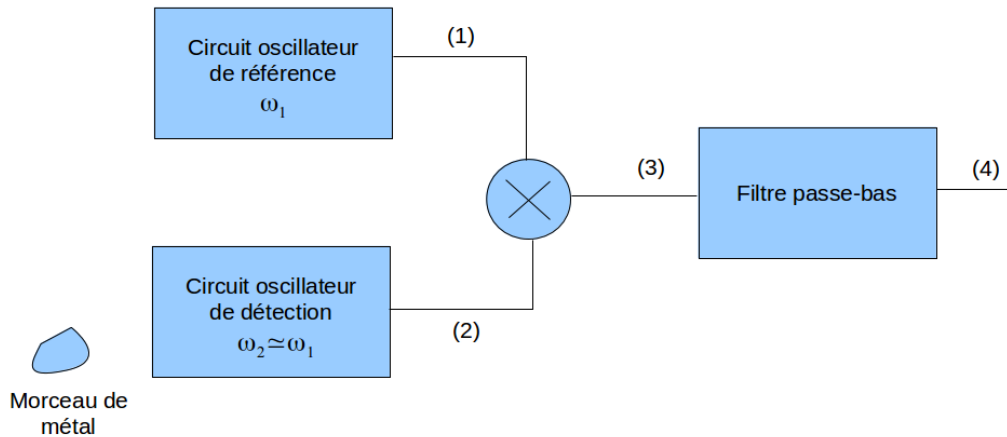 Circuit oscillateur
de référence
ω₁
(1)
(3)
Filtre passe-bas
(4)
Circuit oscillateur
de détection
ω₂≃ω₁
(2)
Morceau de
métal